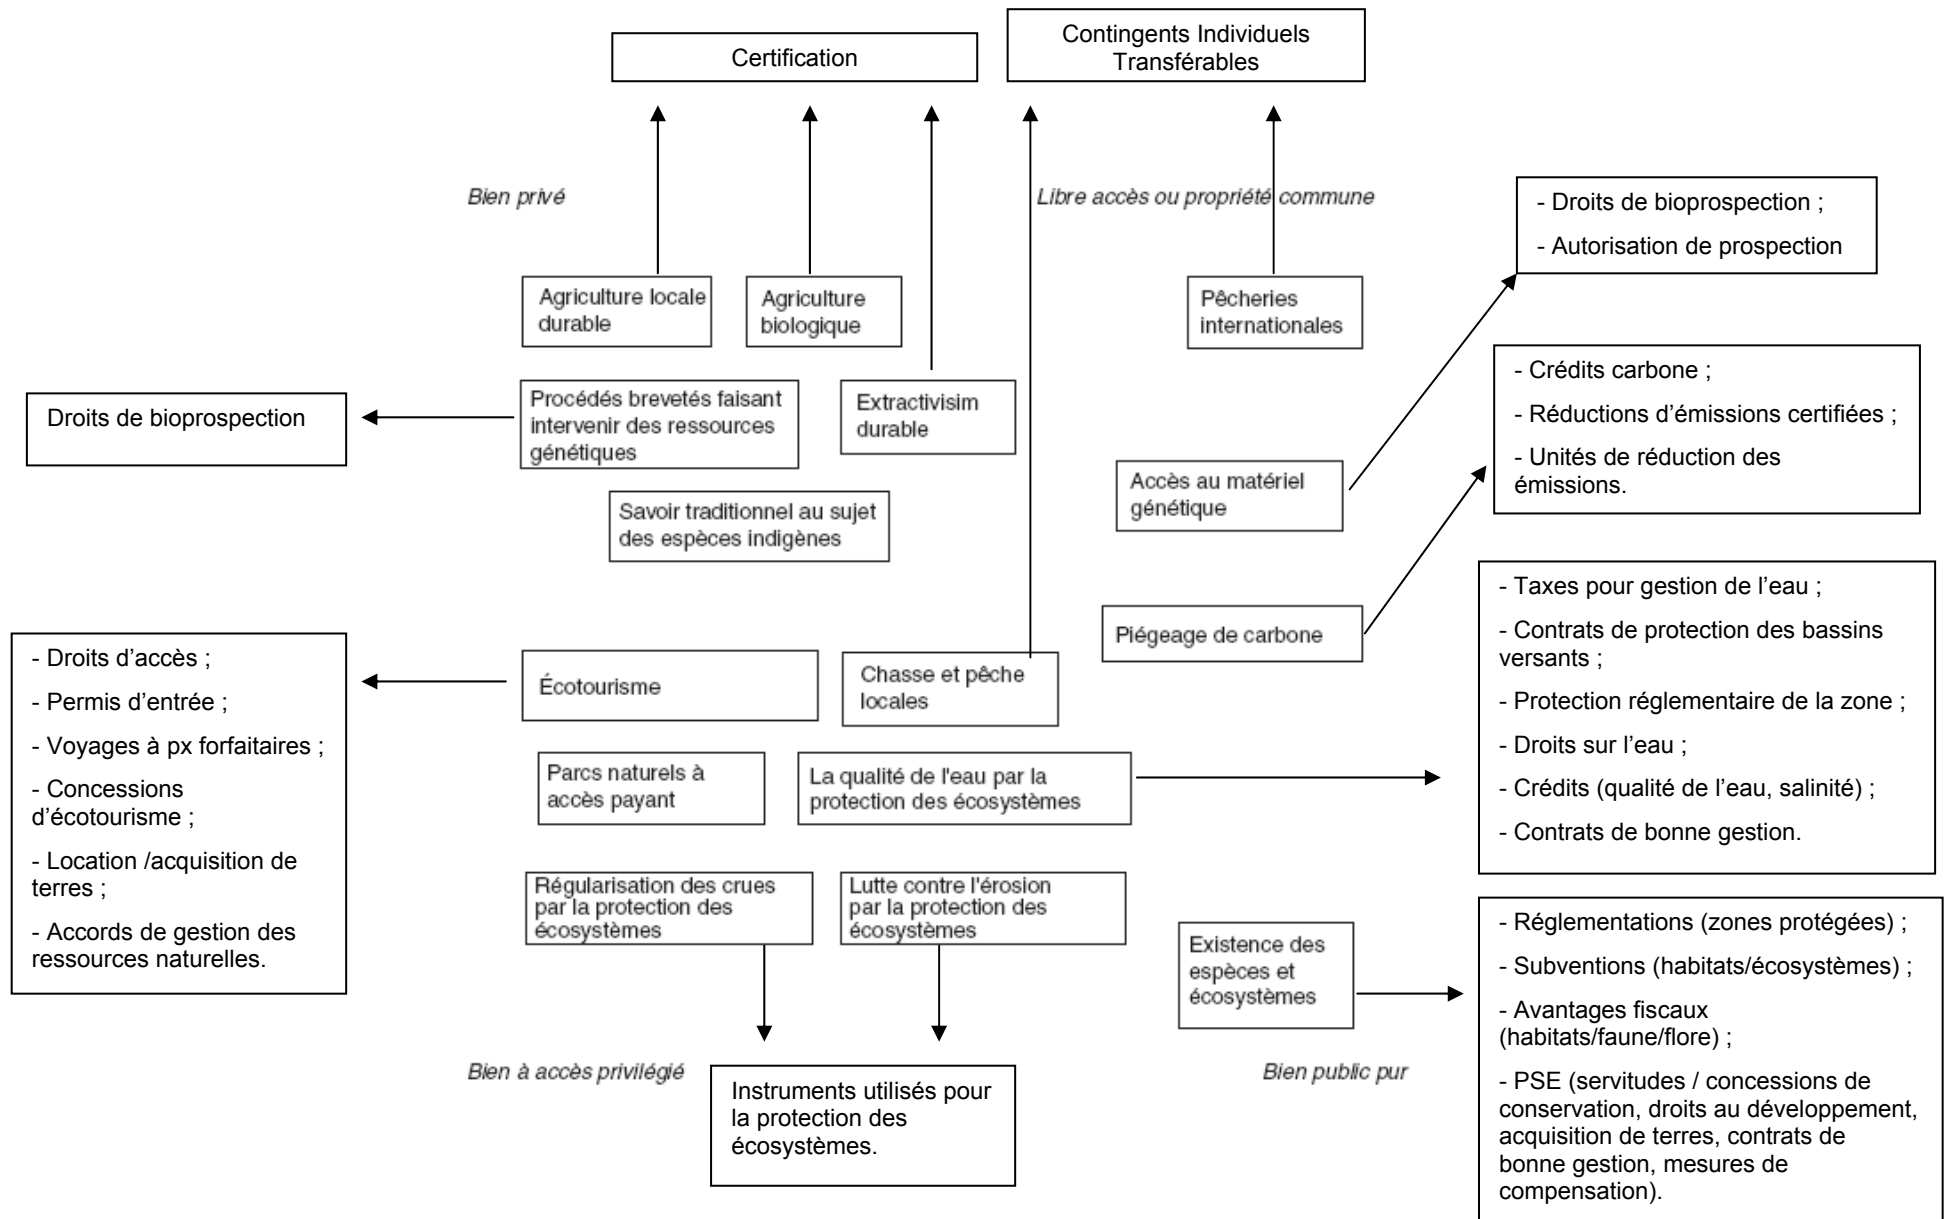 Certification
Contingents Individuels
Transférables
Bien privé
Libre accès ou propriété commune
- Droits de bioprospection ;
- Autorisation de prospection
Agriculture locale
durable
Agriculture
biologique
Pêcheries
internationales
- Crédits carbone ;
- Réductions d’émissions certifiées ;
- Unités de réduction des
émissions.
Droits de bioprospection
Procédés brevetés faisant
intervenir des ressources
génétiques
Extractivisim
durable
Accès au matériel
génétique
Savoir traditionnel au sujet
des espèces indigènes
Piégeage de carbone
- Taxes pour gestion de l’eau ;
- Contrats de protection des bassins
versants ;
- Protection réglementaire de la zone ;
- Droits sur l’eau ;
- Crédits (qualité de l’eau, salinité) ;
- Contrats de bonne gestion.
- Droits d’accès ;
- Permis d’entrée ;
- Voyages à px forfaitaires ;
- Concessions
d’écotourisme ;
- Location /acquisition de
terres ;
- Accords de gestion des
ressources naturelles.
Écotourisme
Chasse et pêche
locales
Parcs naturels à
accès payant
La qualité de l'eau par la
protection des écosystèmes
Régularisation des crues
par la protection des
écosystèmes
Lutte contre l'érosion
par la protection des
écosystèmes
Existence des
espèces et
écosystèmes
- Réglementations (zones protégées) ;
- Subventions (habitats/écosystèmes) ;
- Avantages fiscaux
(habitats/faune/flore) ;
- PSE (servitudes / concessions de
conservation, droits au développement,
acquisition de terres, contrats de
bonne gestion, mesures de
compensation).
Bien à accès privilégié
Bien public pur
Instruments utilisés pour
la protection des
écosystèmes.